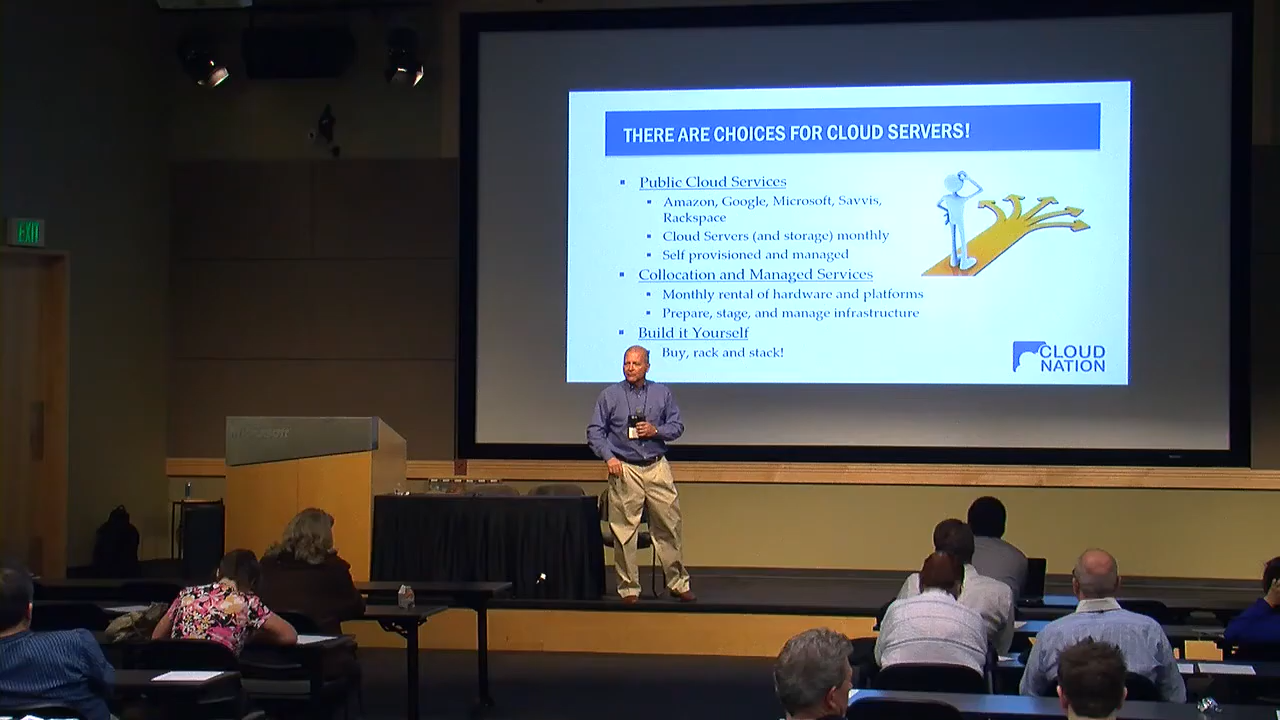 THERE ARE CHOICES FOR CLOUD SERVERS!
Public Cloud Services
Amazon, Google, Microsoft, Savvis,
Rackspace
Cloud Servers (and storage) monthly
Self provisioned and managed
Collocation and Managed Services
Monthly rental of hardware and platforms
Prepare, stage, and manage infrastructure
Build it Yourself
Buy, rack and stack!
CLOUD
NATION
EXIT
Microsoft